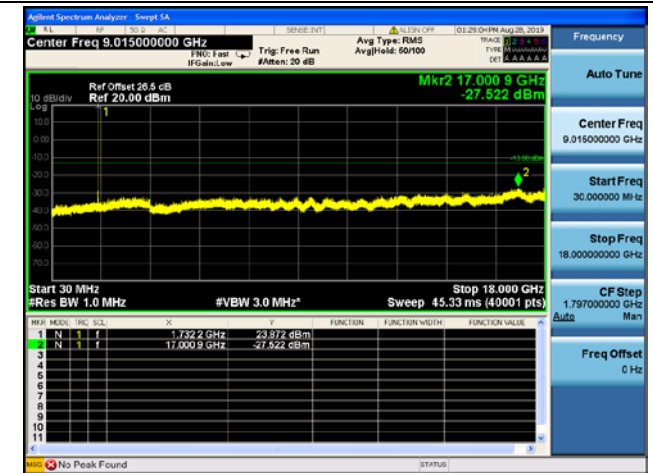 Agilent Spectrum Analyzer - Swept SA
RL RF 50 Ω AC SENSE:INT ALIGN OFF 01:29:04 PM Aug 28, 2019
Center Freq 9.015000000 GHz
PNO: Fast
IFGain:Low
Trig: Free Run
#Atten: 20 dB
Avg Type: RMS
Avg|Hold: 50/100
TRACE 1 2 3 4 5 6
TYPE
DET A A A A A A
Ref Offset 26.5 dB
Ref 20.00 dBm
10 dB/div
Log
Mkr2 17.000 9 GHz
-27.522 dBm
10.0
0.00
-10.0
-20.0
-30.0
-40.0
-50.0
-60.0
-70.0
1
-13.00 dBm
2
Start 30 MHz
Stop 18.000 GHz
#Res BW 1.0 MHz
#VBW 3.0 MHz*
Sweep 45.33 ms (40001 pts)
MKR MODE TRC SCL X Y FUNCTION FUNCTION WIDTH FUNCTION VALUE
1 N 1 f 1.732 2 GHz 23.872 dBm
2 N 1 f 17.000 9 GHz -27.522 dBm
3
4
5
6
7
8
9
10
11
MSG No Peak Found
STATUS
Frequency
Auto Tune
Center Freq
9.015000000 GHz
Start Freq
30.000000 MHz
Stop Freq
18.000000000 GHz
CF Step
1.797000000 GHz
Auto Man
Freq Offset
0 Hz